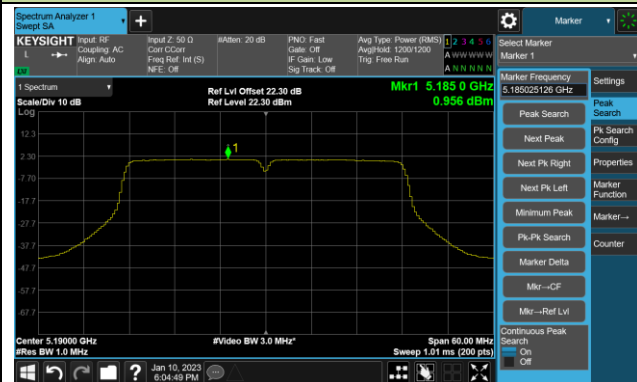 Spectrum Analyzer 1
Swept SA
Marker
KEYSIGHT
L
Input: RF
Coupling: AC
Align: Auto
Input Z: 50 Ω
Corr CCorr
Freq Ref: Int (S)
NFE: Off
#Atten: 20 dB
PNO: Fast
Gate: Off
IF Gain: Low
Sig Track: Off
Avg Type: Power (RMS)
Avg|Hold: 1200/1200
Trig: Free Run
1 2 3 4 5 6
A W W W W W
A N N N N N
Select Marker
Marker 1
1 Spectrum
Scale/Div 10 dB
Log
Ref Lvl Offset 22.30 dB
Ref Level 22.30 dBm
Mkr1 5.185 0 GHz
0.956 dBm
12.3
2.30
-7.70
-17.7
-27.7
-37.7
-47.7
-57.7
-67.7
1
Center 5.19000 GHz
#Res BW 1.0 MHz
#Video BW 3.0 MHz*
Span 60.00 MHz
Sweep 1.01 ms (200 pts)
Marker Frequency
5.185025126 GHz
Peak Search
Next Peak
Next Pk Right
Next Pk Left
Minimum Peak
Pk-Pk Search
Marker Delta
Mkr→CF
Mkr→Ref Lvl
Continuous Peak
Search
On
Off
Settings
Peak
Search
Pk Search
Config
Properties
Marker
Function
Marker→
Counter
?
Jan 10, 2023
6:04:49 PM